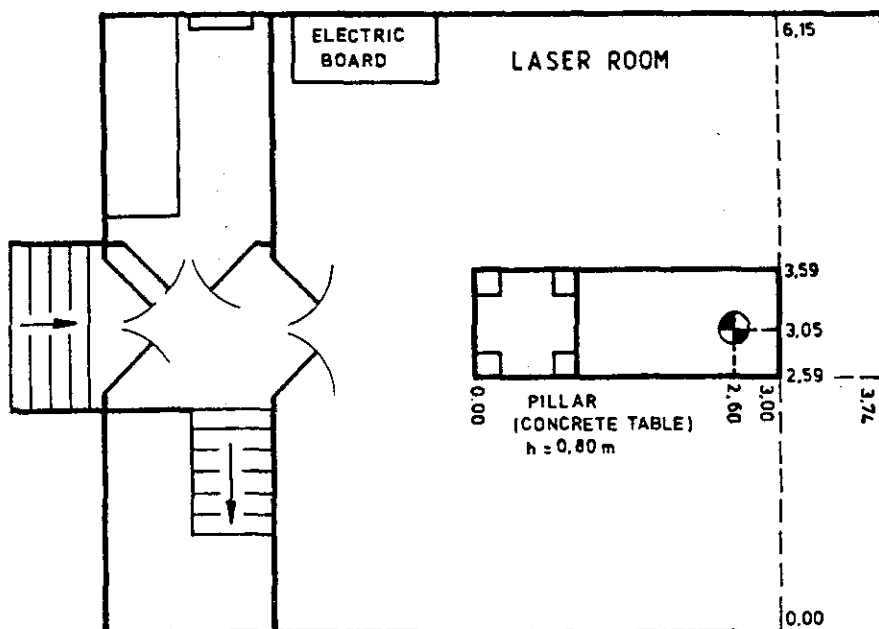 ELECTRIC
BOARD
LASER ROOM
6,15
3,59
3,05
2,59
0.00
2,60
3,00
3,74
PILLAR
(CONCRETE TABLE)
h = 0,80 m
0.00